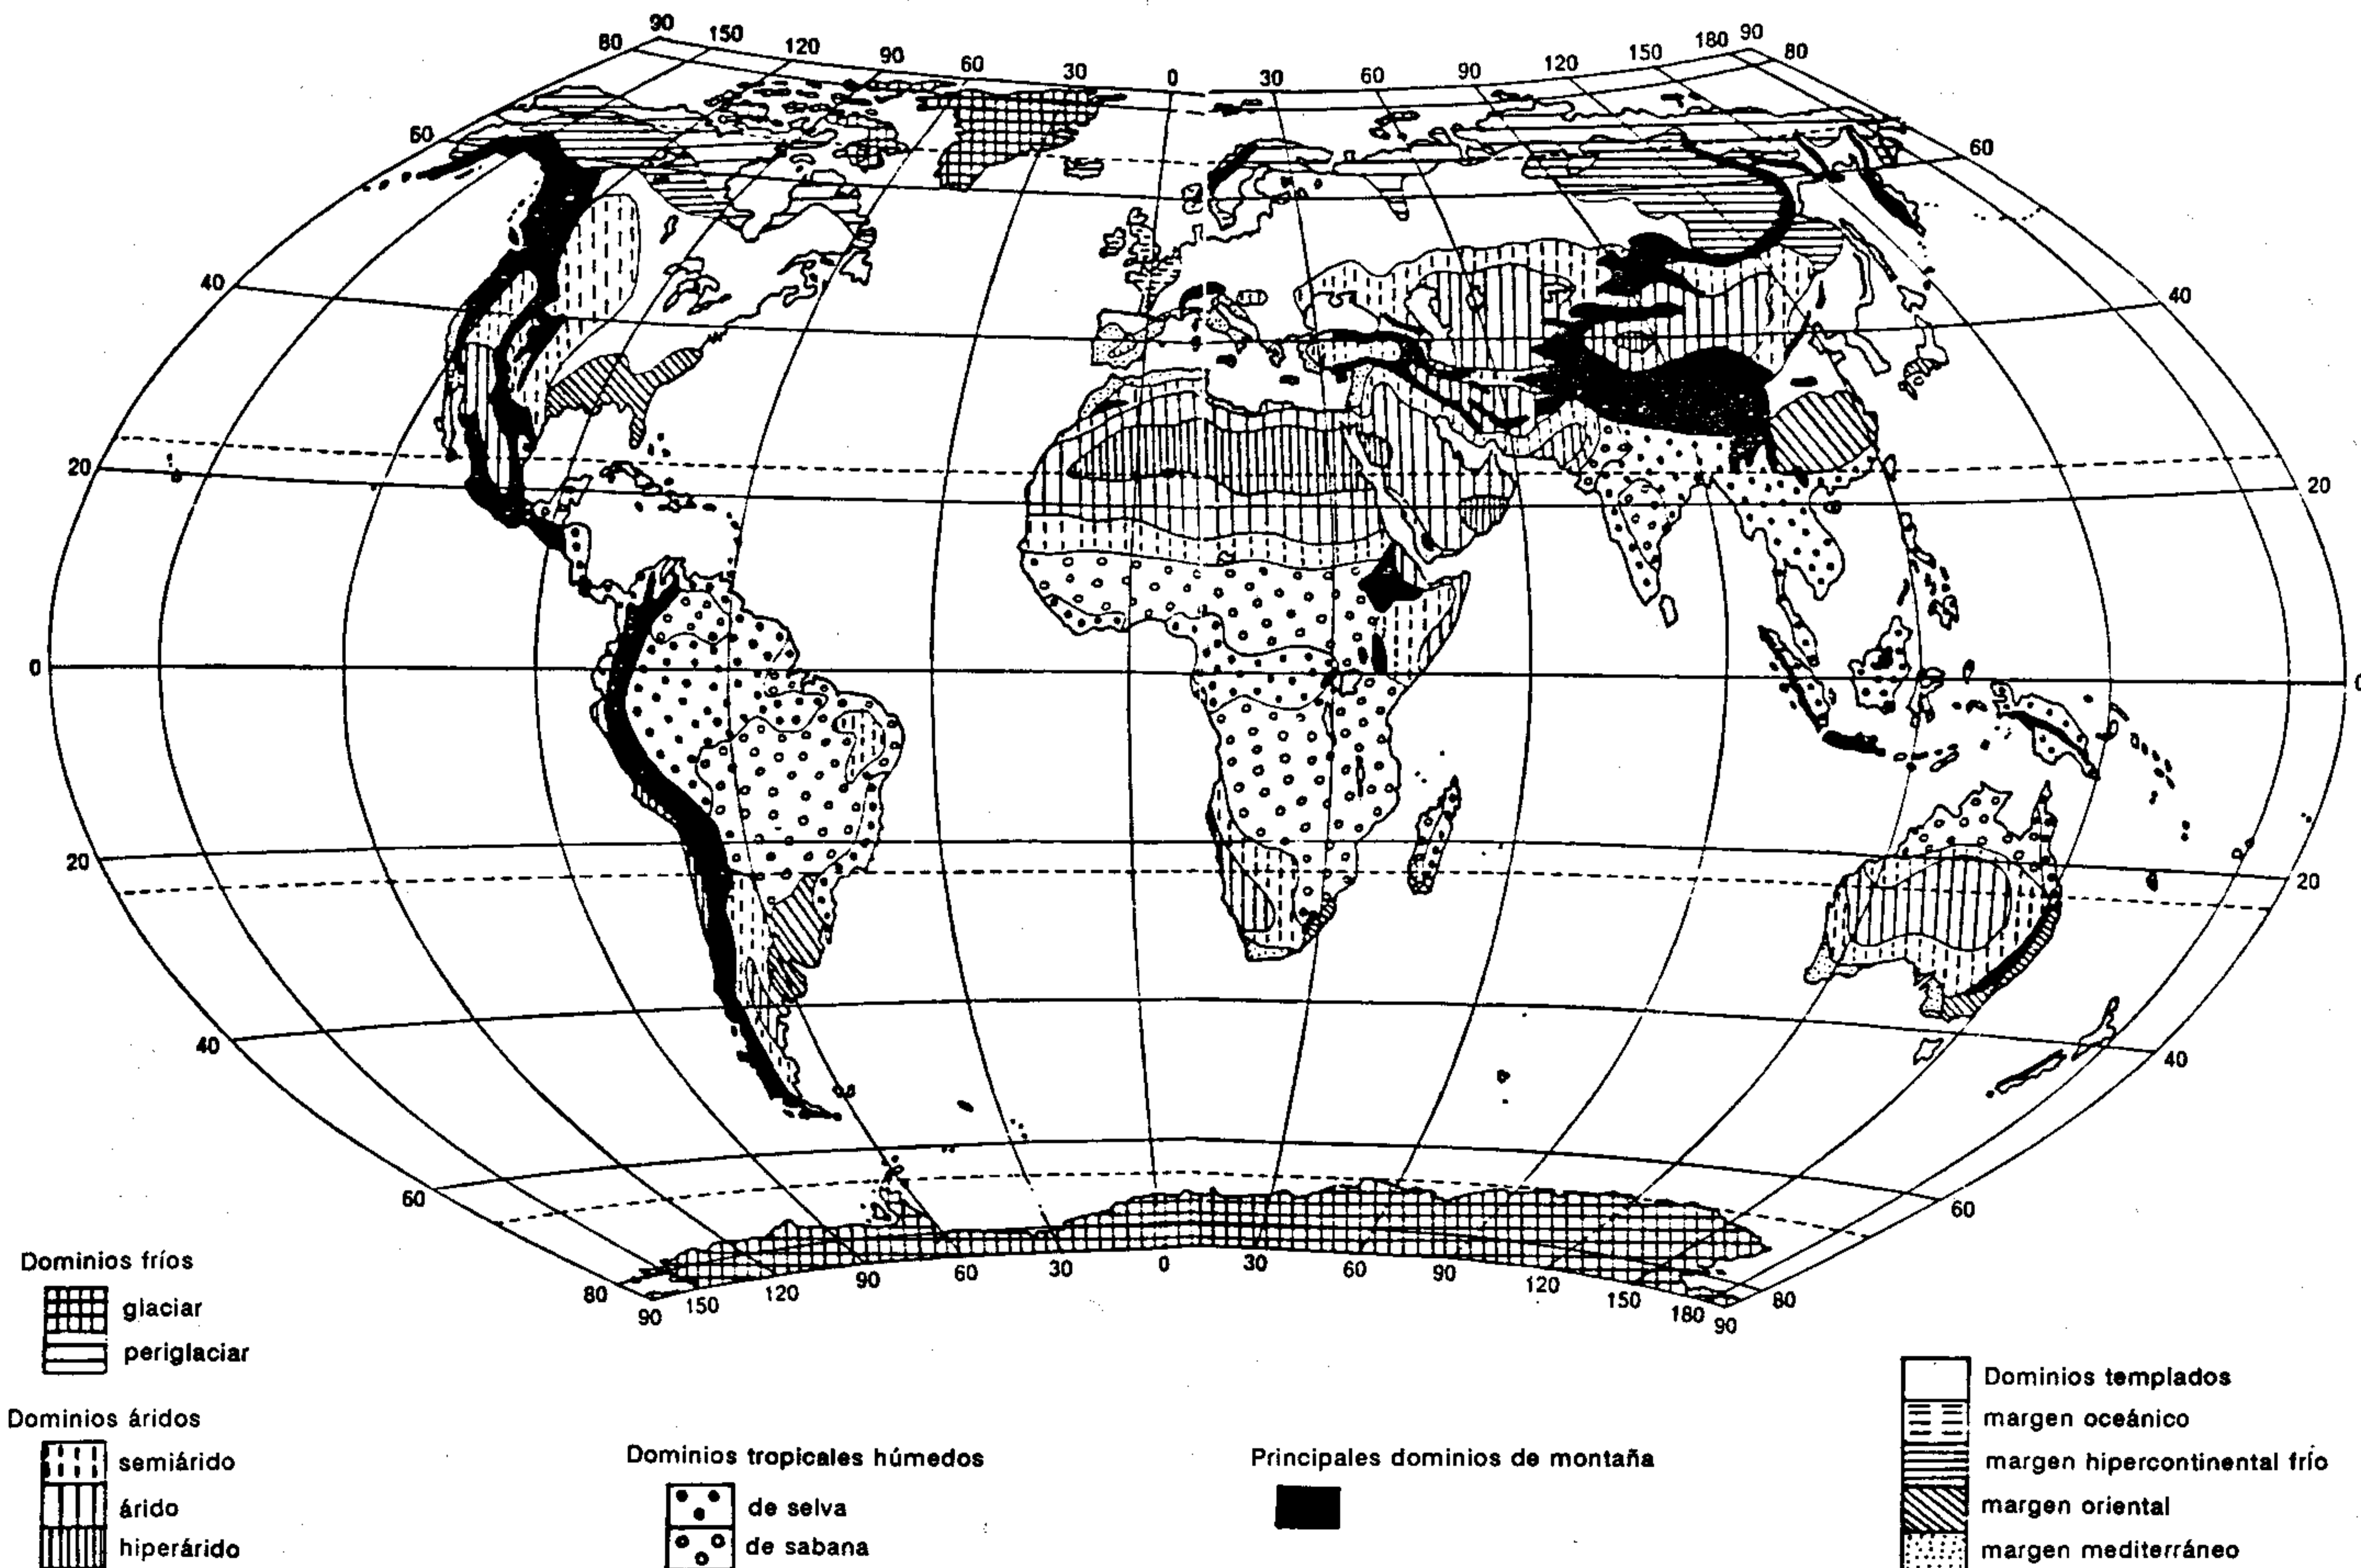 90
80
150
120
90
60
30
0
30
60
90
120
150
180
90
80
60
60
40
40
20
20
0
0
20
20
40
40
60
60
80
90
150
120
90
60
30
0
30
60
90
120
150
180
90
80
Dominios fríos
glaciar
periglaciar
Dominios áridos
semiárido
árido
hiperárido
Dominios tropicales húmedos
de selva
de sabana
Principales dominios de montaña
Dominios templados
margen oceánico
margen hipercontinental frío
margen oriental
margen mediterráneo